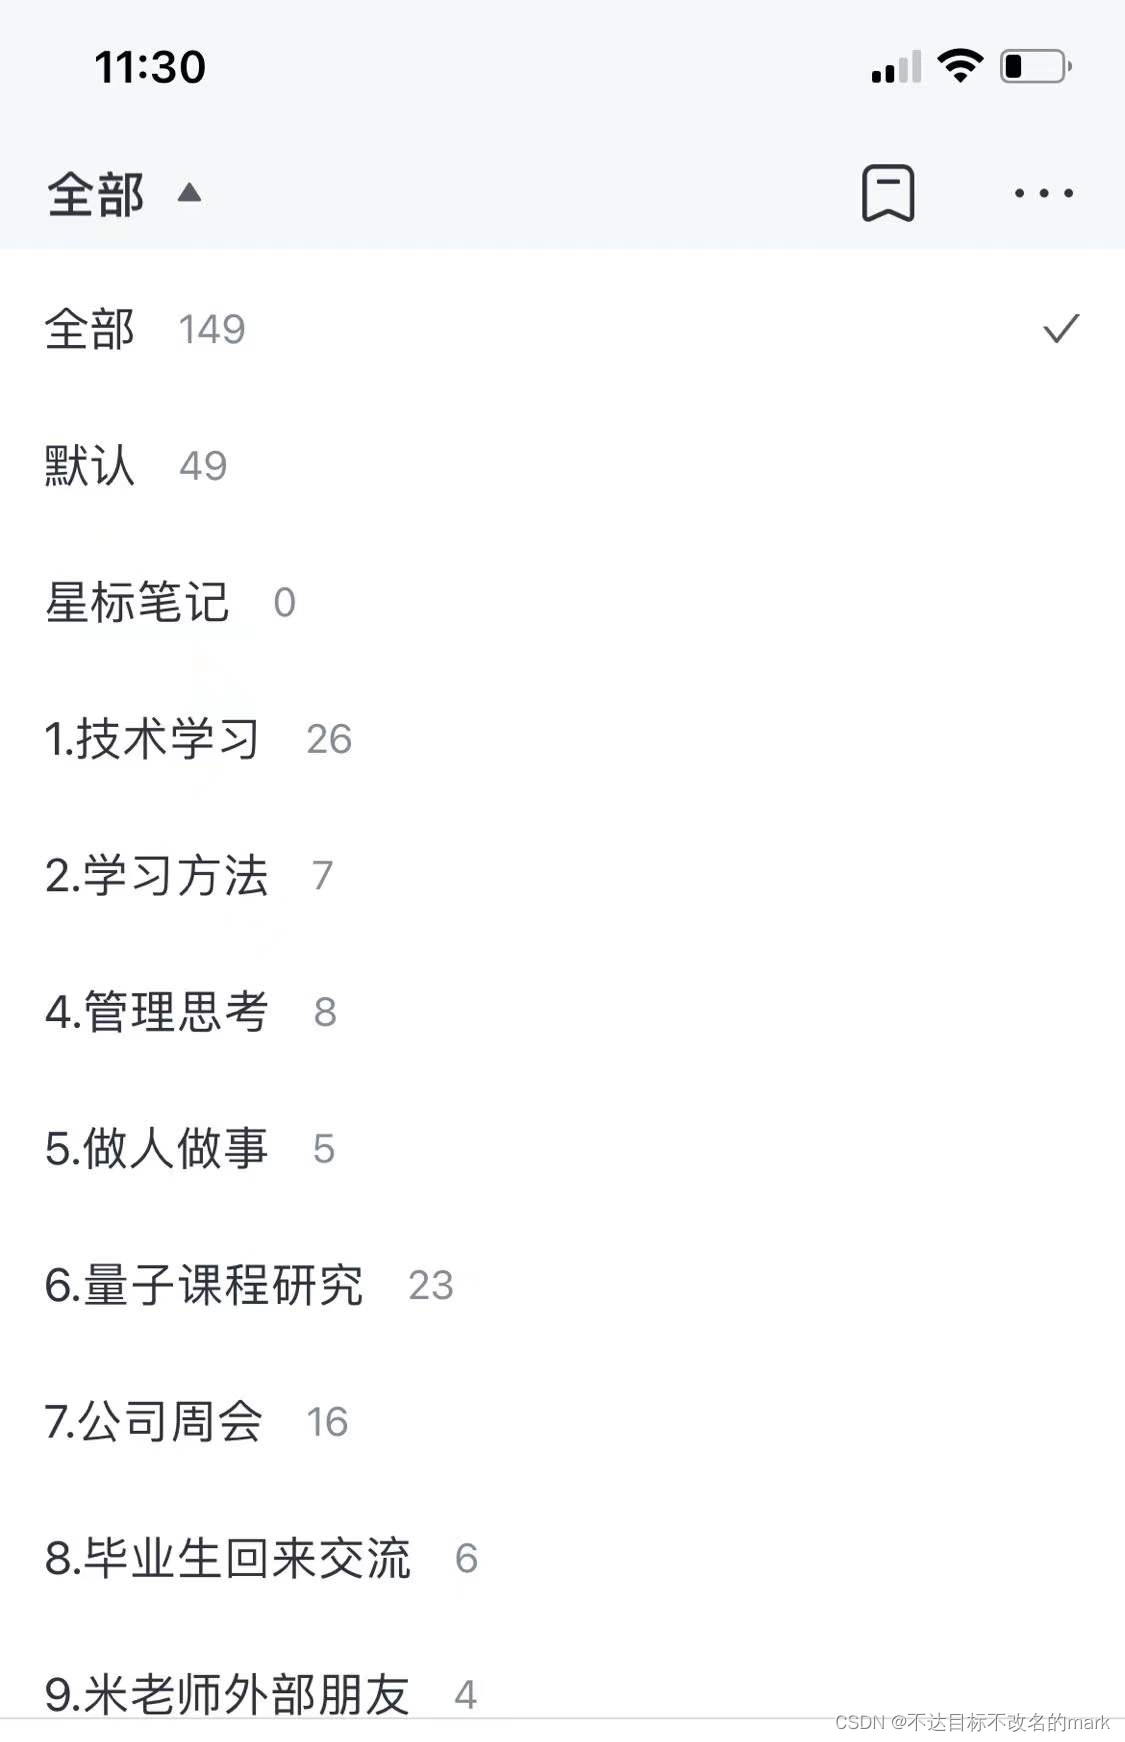 11:30
全部
全部 149
默认 49
星标笔记 0
1.技术学习 26
2.学习方法 7
4.管理思考 8
5.做人做事 5
6.量子课程研究 23
7.公司周会 16
8.毕业生回来交流 6
9.米老师外部朋友 4
CSDN @不达目标不改名的mark